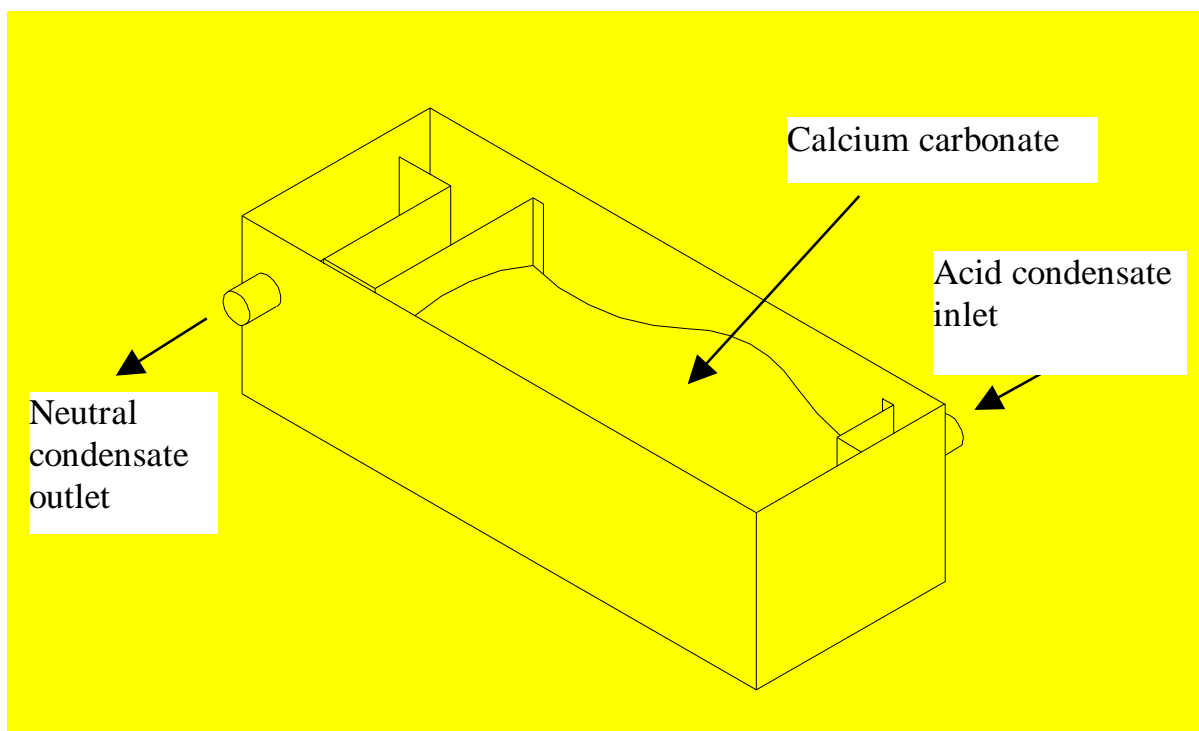 Calcium carbonate
Acid condensate
inlet
Neutral
condensate
outlet